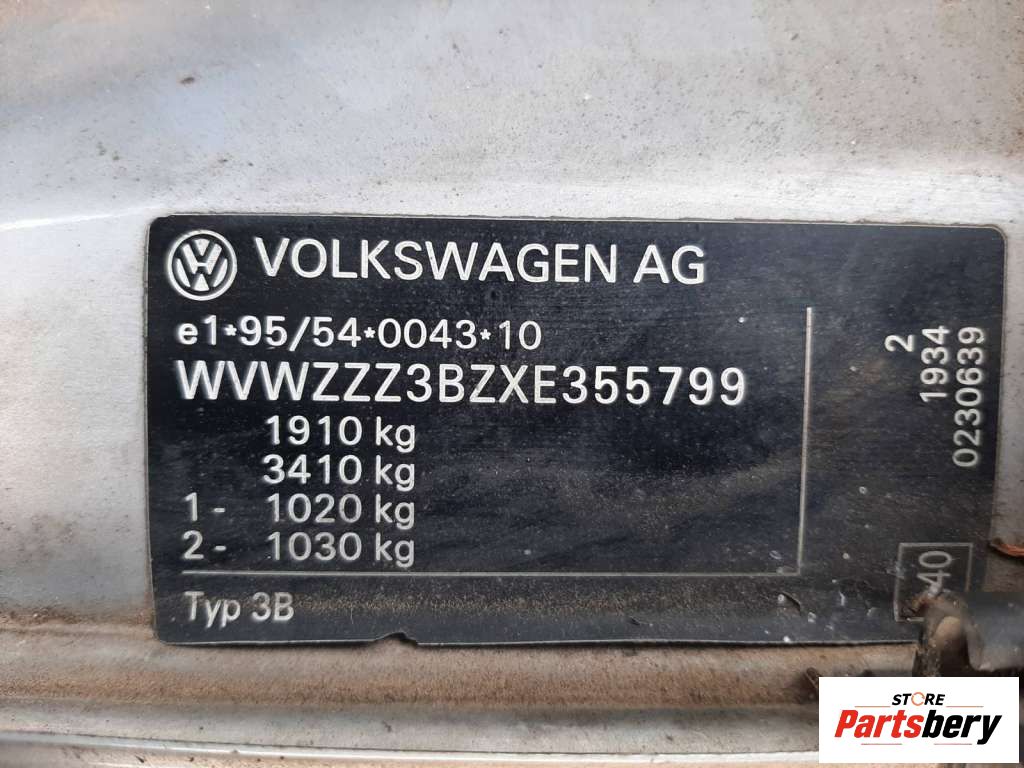 VOLKSWAGEN AG
e1*95/54*0043*10
WVWZZZ3BZXE355799
1910 kg
3410 kg
1 - 1020 kg
2 - 1030 kg
Typ 3B
2
1934
0230639
40
STORE
Partsbery